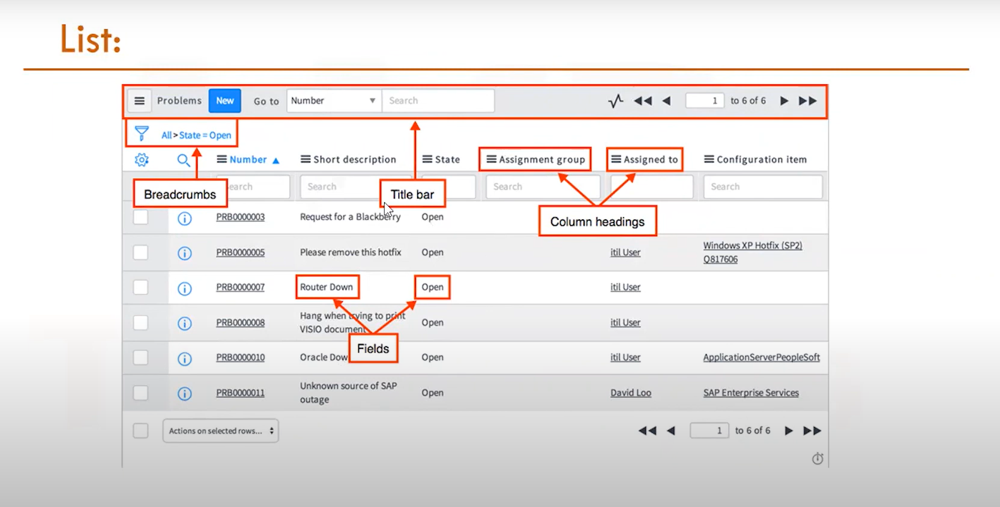 List:
Problems New Go to Number Search 1 to 6 of 6
All > State = Open
Number Short description State Assignment group Assigned to Configuration item
Search Search Search Search
Breadcrumbs Title bar
PRB0000003 Request for a Blackberry Open
Column headings
PRB0000005 Please remove this hotfix Open itil User Windows XP Hotfix (SP2)
Q817606
PRB0000007 Router Down Open itil User
PRB0000008 Hang when trying to print
VISIO document Open itil User
Fields
PRB0000010 Oracle Dow Open itil User ApplicationServerPeopleSoft
PRB0000011 Unknown source of SAP
outage Open David Loo SAP Enterprise Services
Actions on selected rows... 1 to 6 of 6